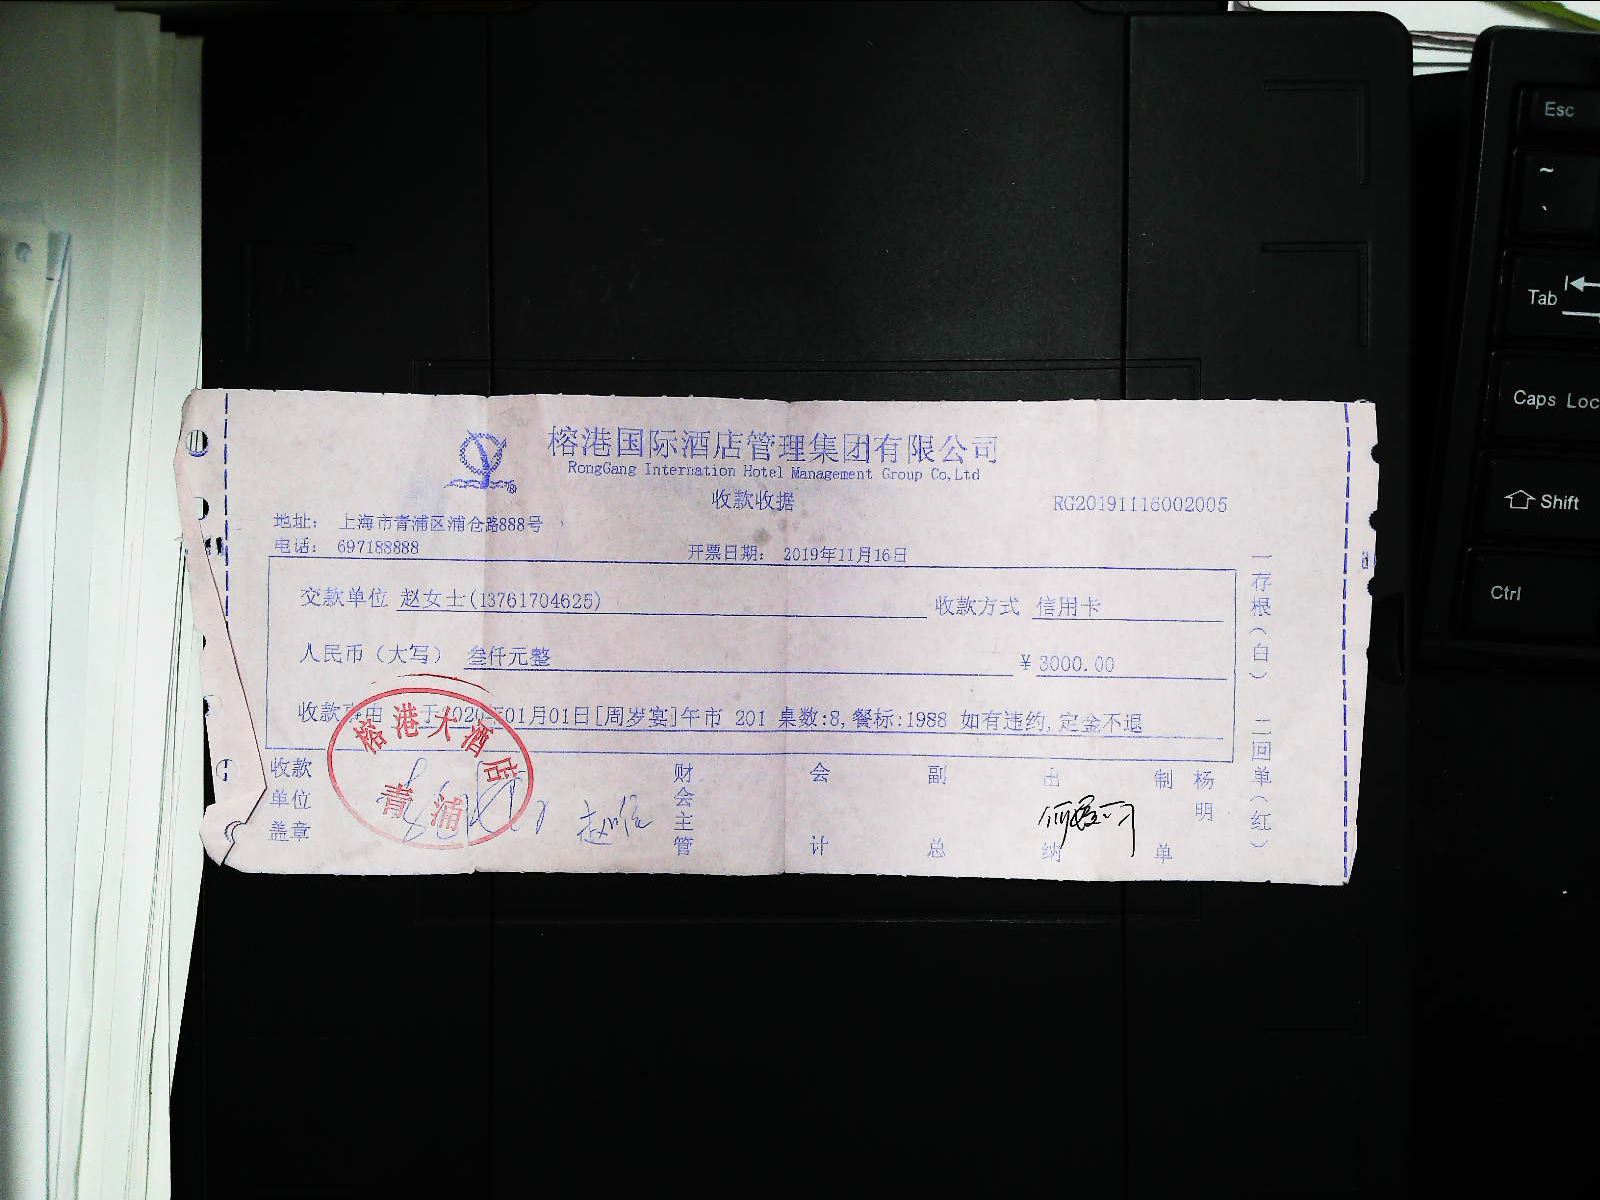 榕港国际酒店管理集团有限公司
RongGang Internation Hotel Management Group Co,Ltd
收款收据
RG20191116002005
地址： 上海市青浦区浦仓路888号
电话： 697188888
开票日期： 2019年11月16日
交款单位 赵女士(13761704625) 收款方式 信用卡
人民币（大写） 叁仟元整 ￥3000.00
收款 由 于2020年01月01日[周岁宴]午市 201 桌数:8,餐标:1988 如有违约,定金不退
榕港大酒店
青浦
收款单位盖章
财会主管
会计
副总
出纳
制单
杨明
一存根(白) 二回单(红)
Esc
~
`
Tab
Caps Loc
Shift
Ctrl